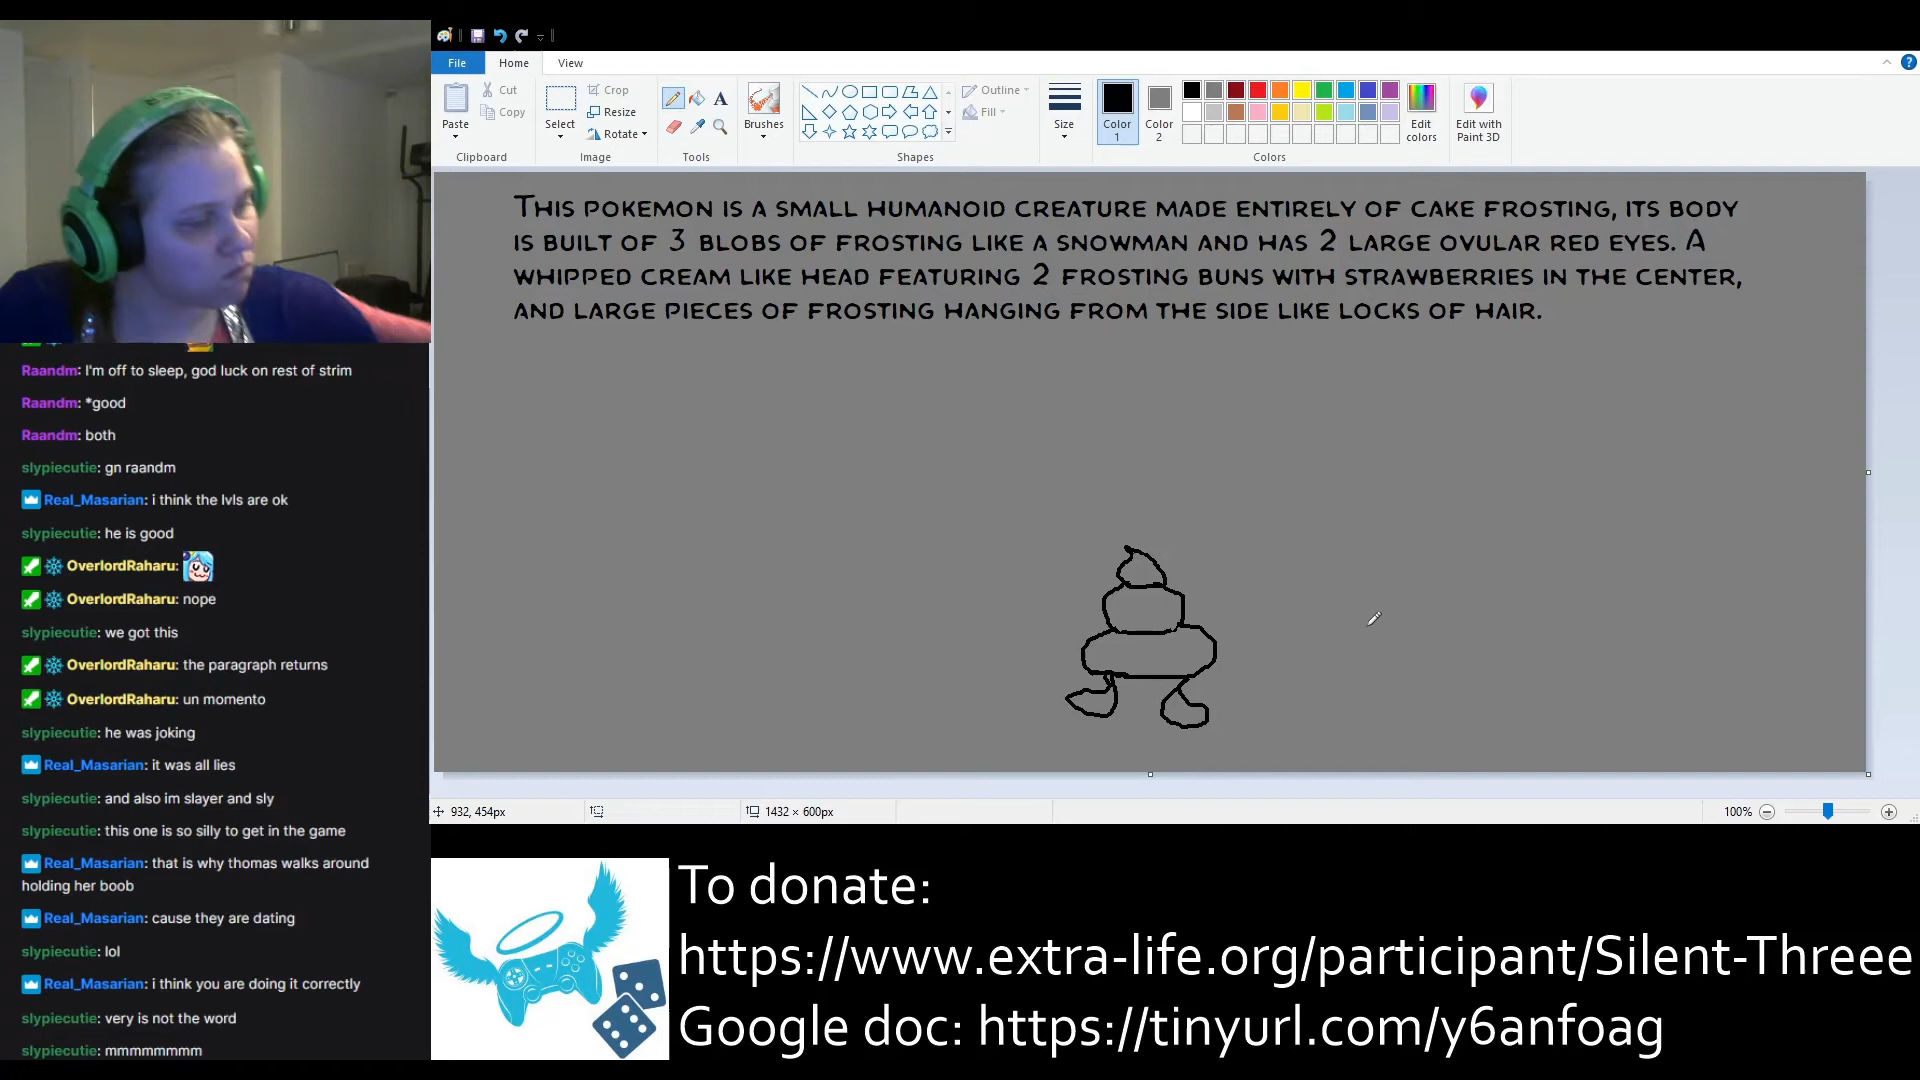 File Home View
Paste Cut Copy Clipboard
Select Crop Resize Rotate Image
Tools
Brushes
Shapes
Outline Fill
Size
Color 1 Color 2 Colors
Edit colors
Edit with Paint 3D
This pokemon is a small humanoid creature made entirely of cake frosting, its body
is built of 3 blobs of frosting like a snowman and has 2 large ovular red eyes. A
whipped cream like head featuring 2 frosting buns with strawberries in the center,
and large pieces of frosting hanging from the side like locks of hair.
932, 454px
1432 × 600px
100%
Raandm: I'm off to sleep, god luck on rest of strim
Raandm: *good
Raandm: both
slypiecutie: gn raandm
Real_Masarian: i think the lvls are ok
slypiecutie: he is good
OverlordRaharu:
OverlordRaharu: nope
slypiecutie: we got this
OverlordRaharu: the paragraph returns
OverlordRaharu: un momento
slypiecutie: he was joking
Real_Masarian: it was all lies
slypiecutie: and also im slayer and sly
slypiecutie: this one is so silly to get in the game
Real_Masarian: that is why thomas walks around
holding her boob
Real_Masarian: cause they are dating
slypiecutie: lol
Real_Masarian: i think you are doing it correctly
slypiecutie: very is not the word
slypiecutie: mmmmmmmm
To donate:
https://www.extra-life.org/participant/Silent-Threee
Google doc: https://tinyurl.com/y6anfoag